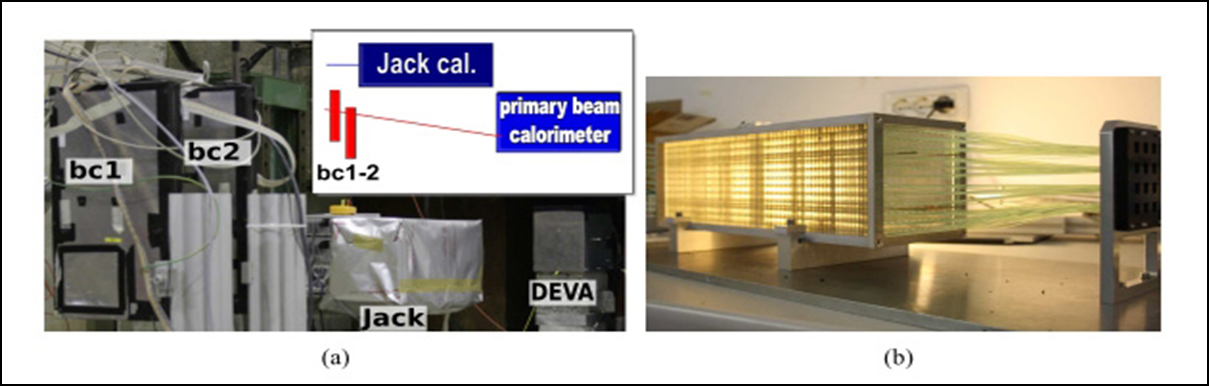 bc1
bc2
Jack cal.
primary beam
calorimeter
bc1-2
Jack
DEVA
(a)
(b)